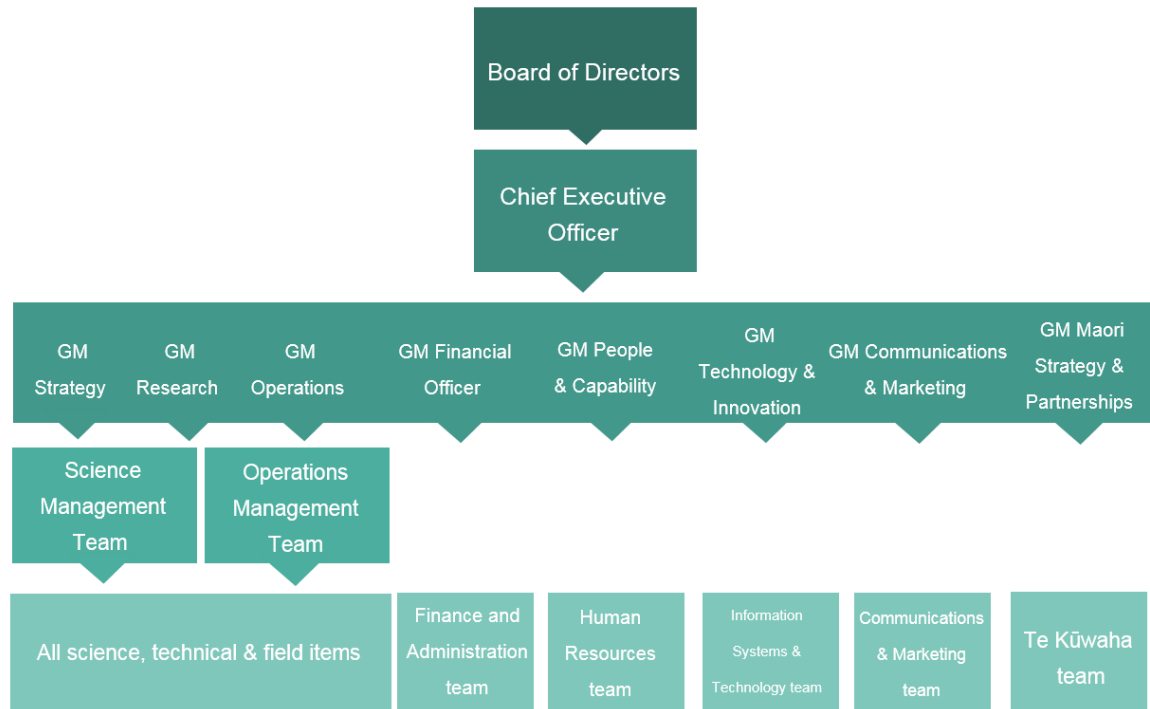 Board of Directors
Chief Executive
Officer
GM
Strategy
GM
Research
GM
Operations
GM Financial
Officer
GM People
& Capability
GM
Technology &
Innovation
GM Communications
& Marketing
GM Maori
Strategy &
Partnerships
Science
Management
Team
Operations
Management
Team
All science, technical & field items
Finance and
Administration
team
Human
Resources
team
Information
Systems &
Technology team
Communications
& Marketing
team
Te Kūwaha
team